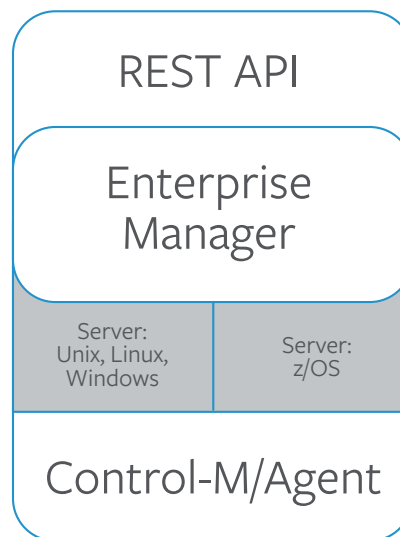 REST API
Enterprise
Manager
Server:
Unix, Linux,
Windows
Server:
z/OS
Control-M/Agent